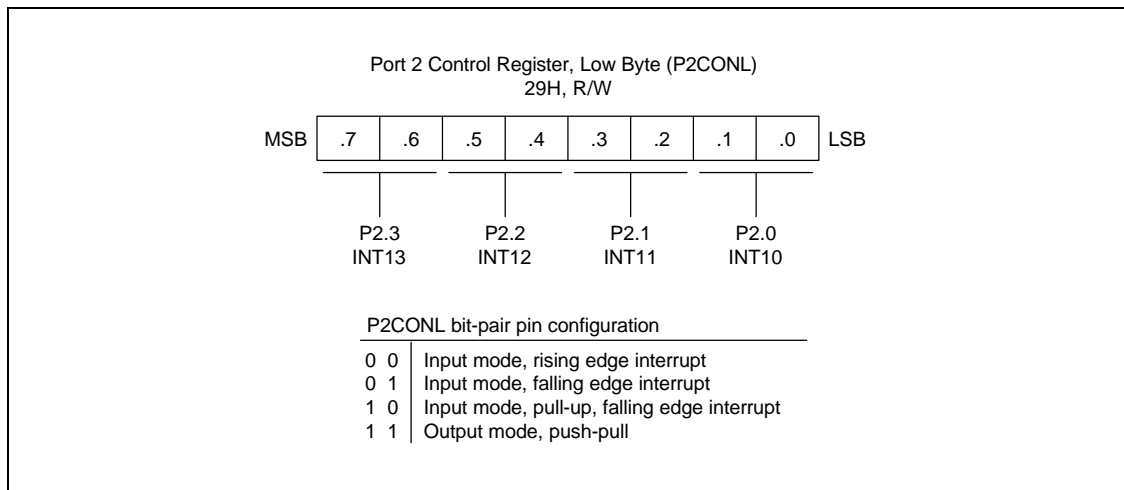 Port 2 Control Register, Low Byte (P2CONL)
29H, R/W
MSB .7 .6 .5 .4 .3 .2 .1 .0 LSB
P2.3 P2.2 P2.1 P2.0
INT13 INT12 INT11 INT10
P2CONL bit-pair pin configuration
0 0 Input mode, rising edge interrupt
0 1 Input mode, falling edge interrupt
1 0 Input mode, pull-up, falling edge interrupt
1 1 Output mode, push-pull